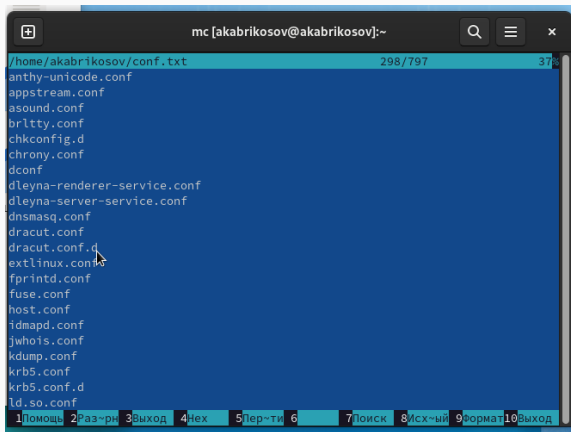 mc [akabrikosov@akabrikosov]:~
/home/akabrikosov/conf.txt 298/797 37%
anthy-unicode.conf
appstream.conf
asound.conf
brltty.conf
chkconfig.d
chrony.conf
dconf
dleyna-renderer-service.conf
dleyna-server-service.conf
dnsmasq.conf
dracut.conf
dracut.conf.d
extlinux.conf
fprintd.conf
fuse.conf
host.conf
idmapd.conf
jwhois.conf
kdump.conf
krb5.conf
krb5.conf.d
ld.so.conf
1Помощь 2Раз~рн 3Выход 4Hex 5Пер~ти 6 7Поиск 8Исх~ый 9Формат 10Выход